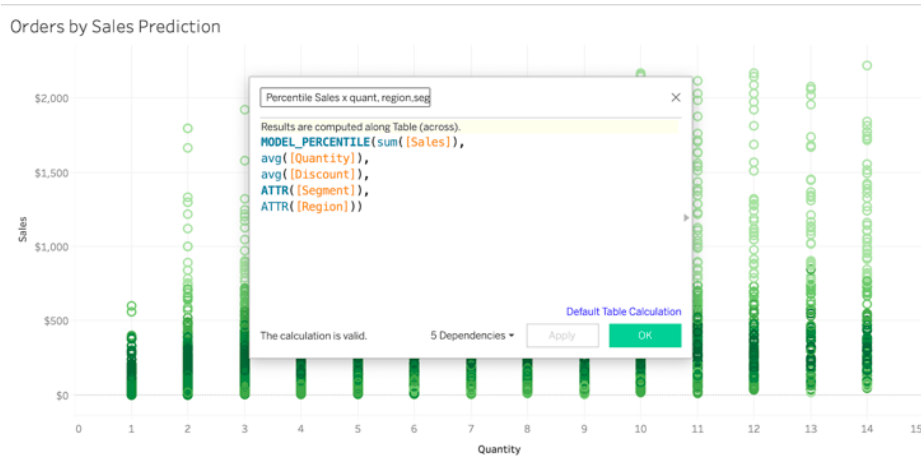 Orders by Sales Prediction
Percentile Sales x quant, region,seg
Results are computed along Table (across).
MODEL_PERCENTILE(sum([Sales]),
avg([Quantity]),
avg([Discount]),
ATTR([Segment]),
ATTR([Region]))
Default Table Calculation
The calculation is valid.
5 Dependencies
Apply
OK
Sales
$2,000
$1,500
$1,000
$500
$0
0 1 2 3 4 5 6 7 8 9 10 11 12 13 14 15
Quantity